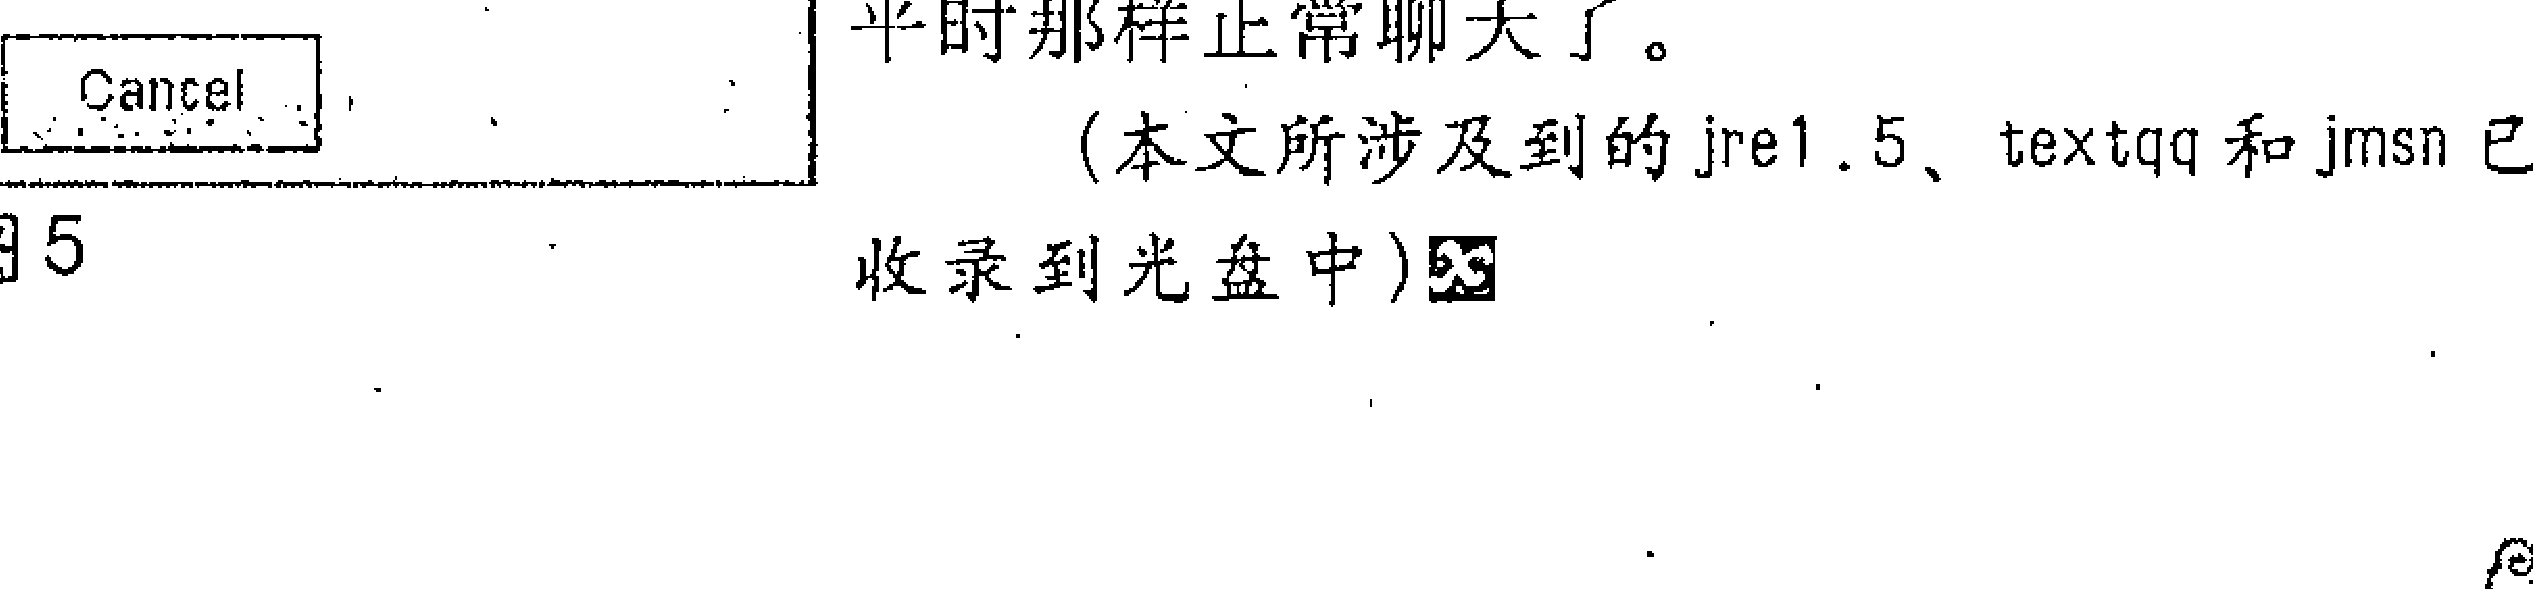 Cancel
图5
平时那样正常聊天了。
(本文所涉及到的jre1.5、textqq和jmsn已
收录到光盘中)